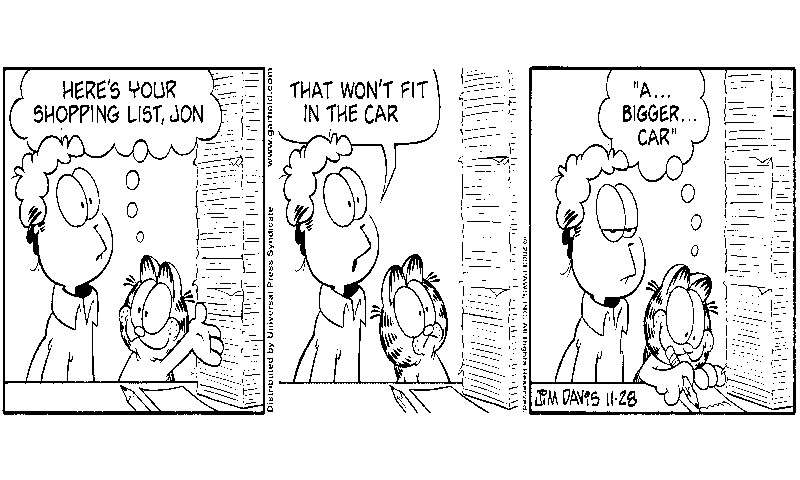 HERE'S YOUR
SHOPPING LIST, JON
www.garfield.com
Distributed by Universal Press Syndicate
THAT WON'T FIT
IN THE CAR
"A...
BIGGER...
CAR"
JIM DAVIS 11-28